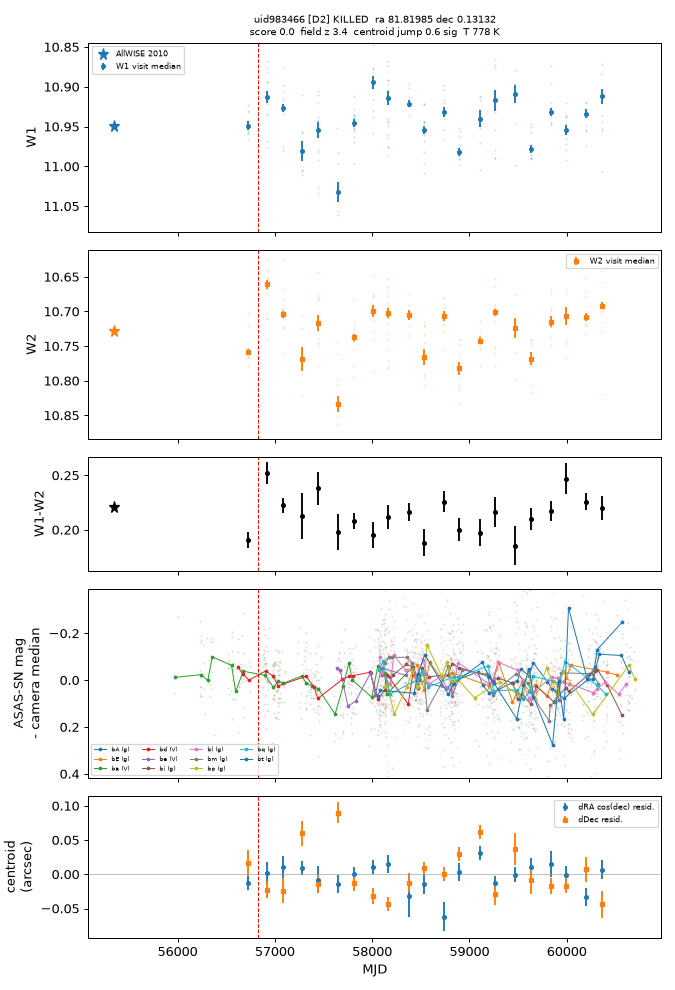 uid983466 [D2] KILLED ra 81.81985 dec 0.13132
score 0.0 field z 3.4 centroid jump 0.6 sig T 778 K
10.85
10.90
10.95
11.00
11.05
W1
AllWISE 2010
W1 visit median
10.65
10.70
10.75
10.80
10.85
W2
W2 visit median
0.25
0.20
W1-W2
−0.2
0.0
0.2
0.4
ASAS-SN mag
- camera median
bA (g)
bE (g)
ba (V)
bd (V)
be (V)
bi (g)
bl (g)
bm (g)
bp (g)
bq (g)
bt (g)
0.10
0.05
0.00
−0.05
centroid
(arcsec)
dRA cos(dec) resid.
dDec resid.
56000
57000
58000
59000
60000
MJD